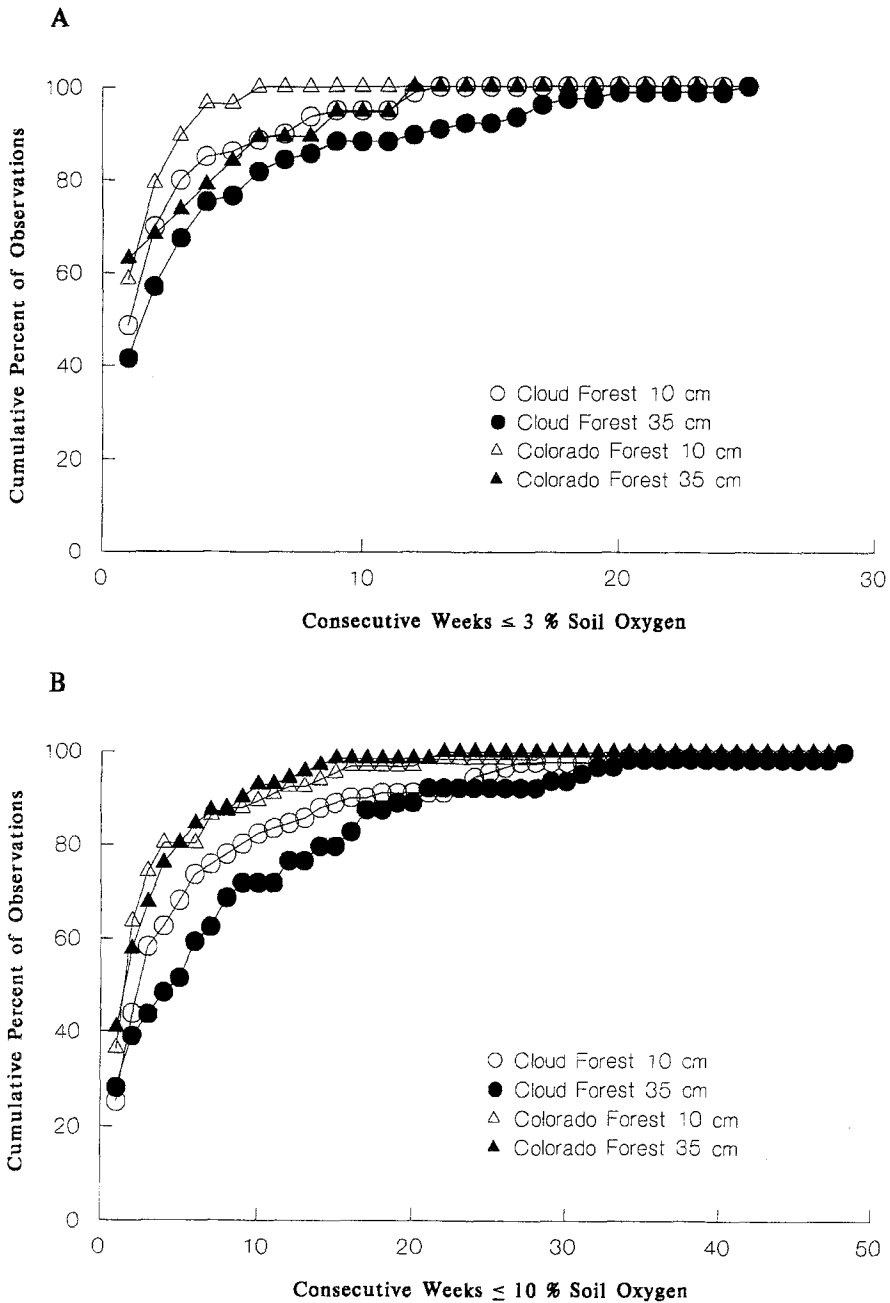 A
Cumulative Percent of Observations
100
80
60
40
20
0
Cloud Forest 10 cm
Cloud Forest 35 cm
Colorado Forest 10 cm
Colorado Forest 35 cm
0 10 20 30
Consecutive Weeks ≤ 3 % Soil Oxygen
B
Cumulative Percent of Observations
100
80
60
40
20
0
Cloud Forest 10 cm
Cloud Forest 35 cm
Colorado Forest 10 cm
Colorado Forest 35 cm
0 10 20 30 40 50
Consecutive Weeks ≤ 10 % Soil Oxygen